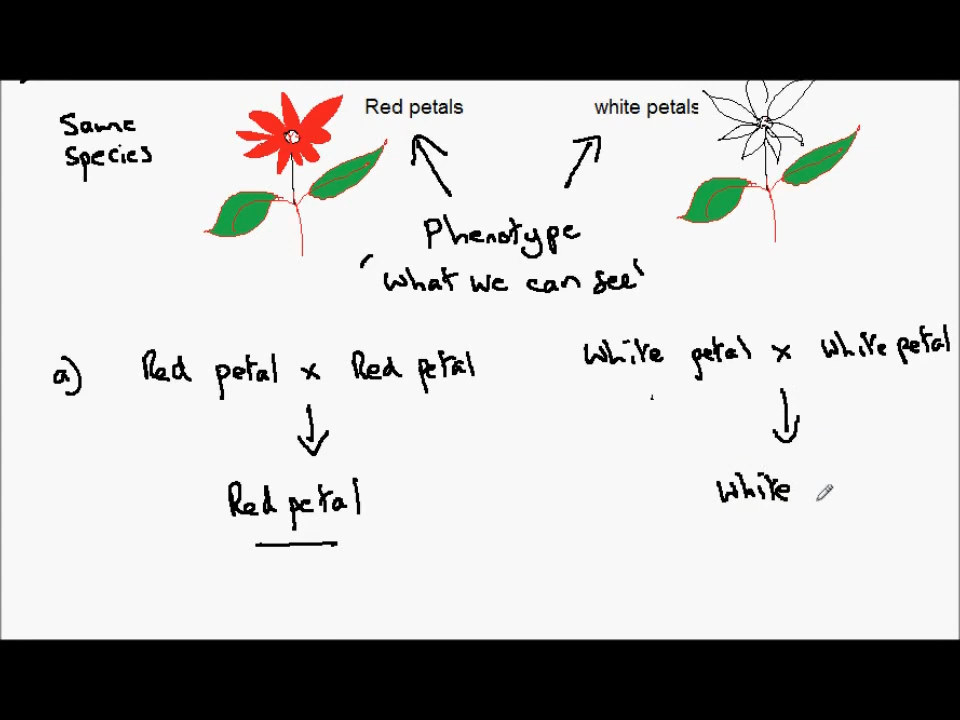 Same
species
Red petals
white petals
Phenotype
'what we can see'
a) Red petal x Red petal
White petal x white petal
Red petal
White